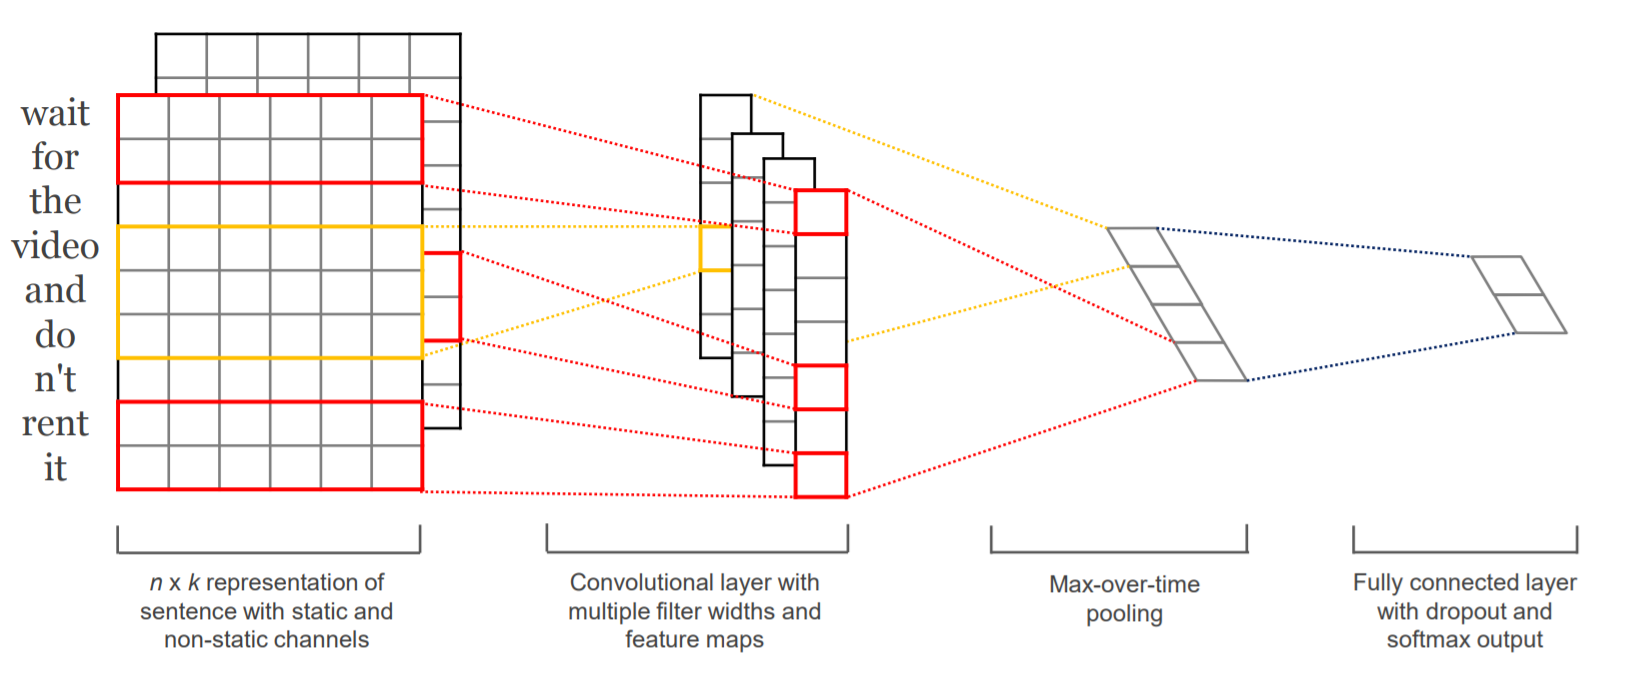 wait
for
the
video
and
do
n't
rent
it
n x k representation of
sentence with static and
non-static channels
Convolutional layer with
multiple filter widths and
feature maps
Max-over-time
pooling
Fully connected layer
with dropout and
softmax output